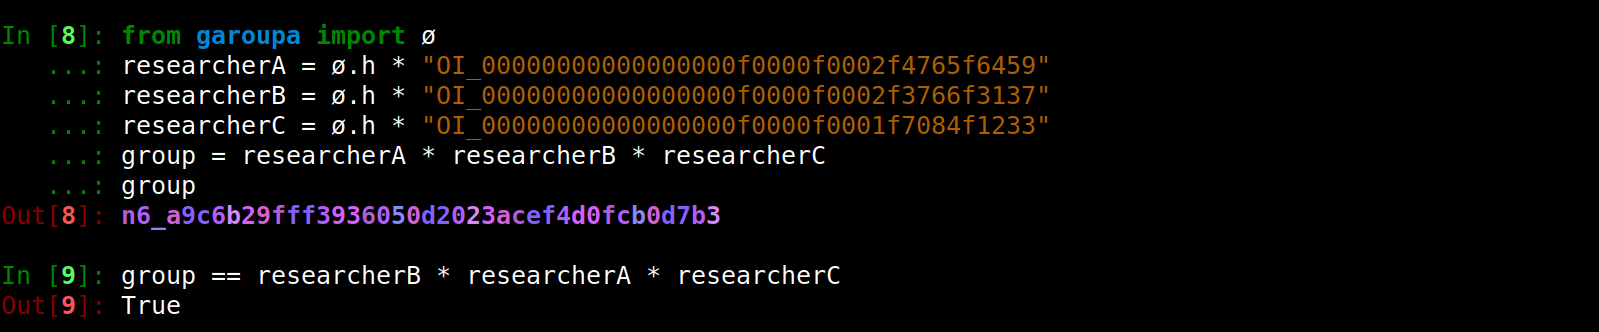 In [8]: from garoupa import ø
   ...: researcherA = ø.h * "OI_00000000000000000f0000f0002f4765f6459"
   ...: researcherB = ø.h * "OI_00000000000000000f0000f0002f3766f3137"
   ...: researcherC = ø.h * "OI_00000000000000000f0000f0001f7084f1233"
   ...: group = researcherA * researcherB * researcherC
   ...: group
Out[8]: n6_a9c6b29fff3936050d2023acef4d0fcb0d7b3
In [9]: group == researcherB * researcherA * researcherC
Out[9]: True